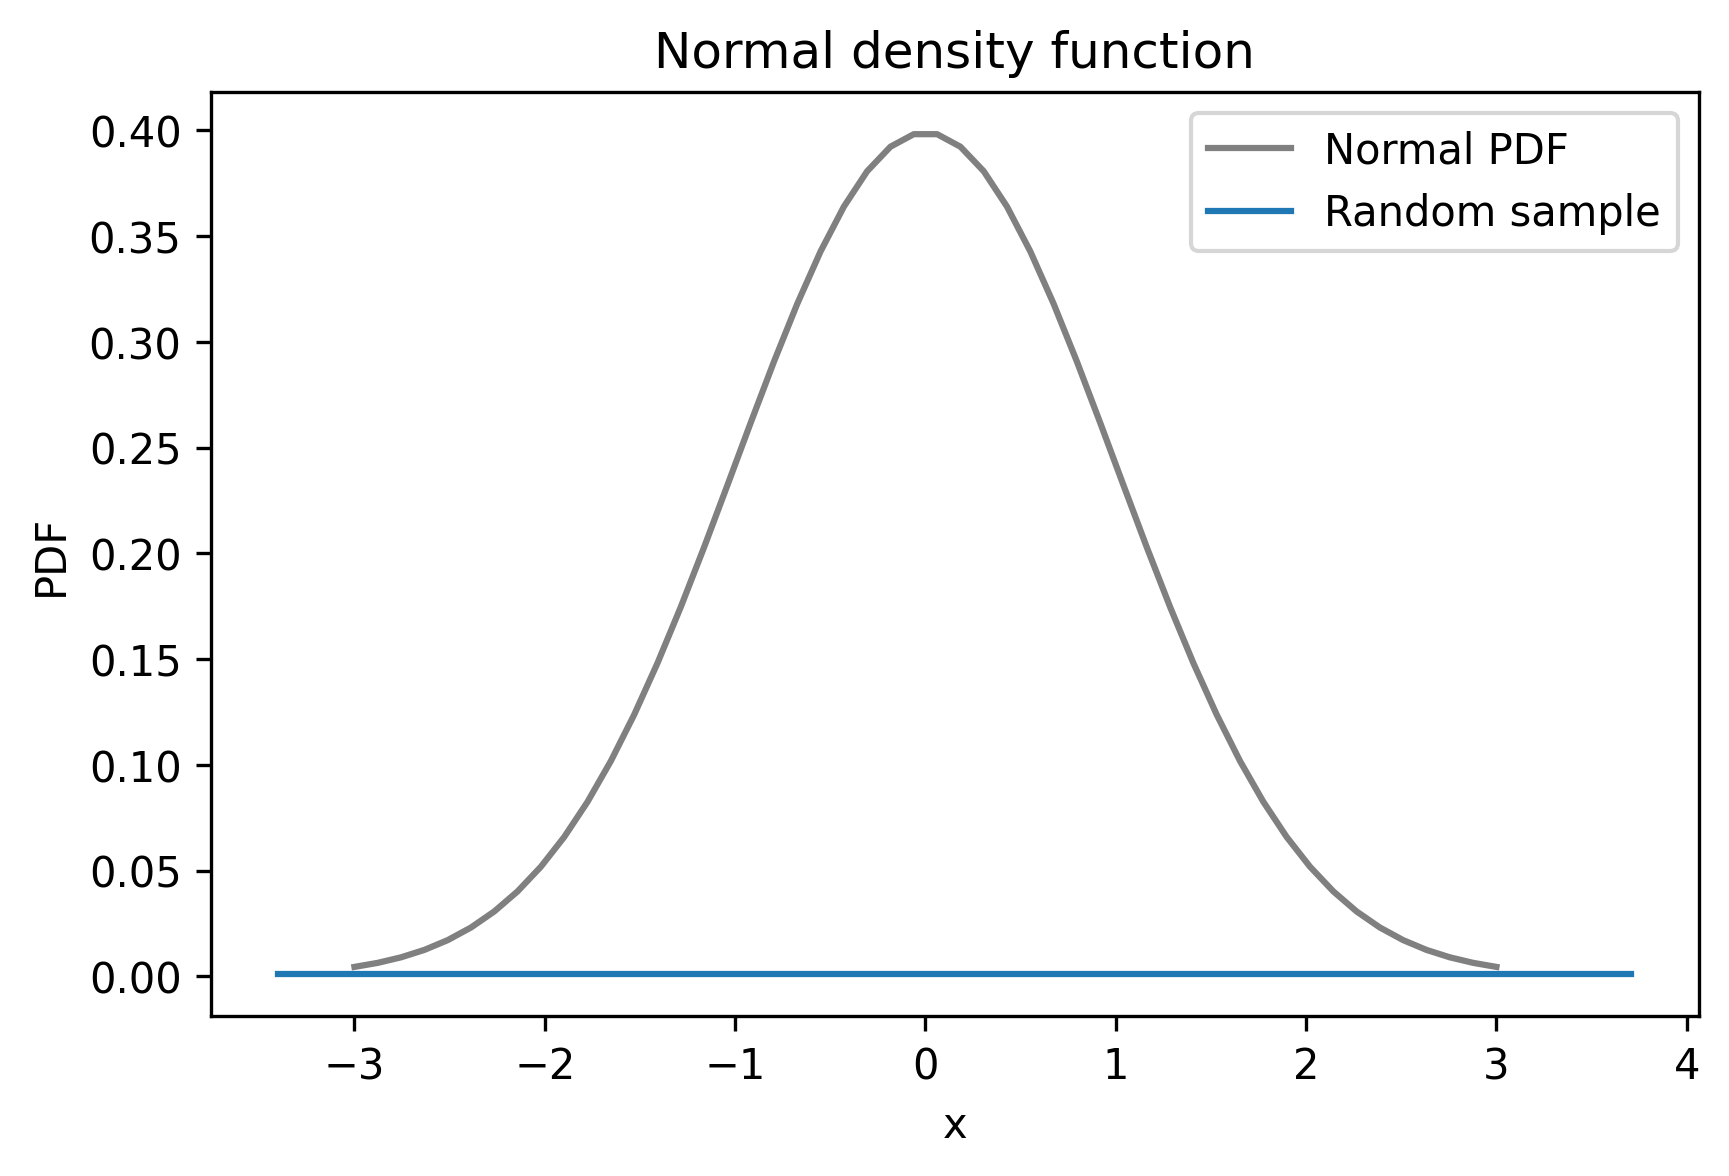 Normal density function
Normal PDF
Random sample
PDF
0.40
0.35
0.30
0.25
0.20
0.15
0.10
0.05
0.00
−3 −2 −1 0 1 2 3 4
x